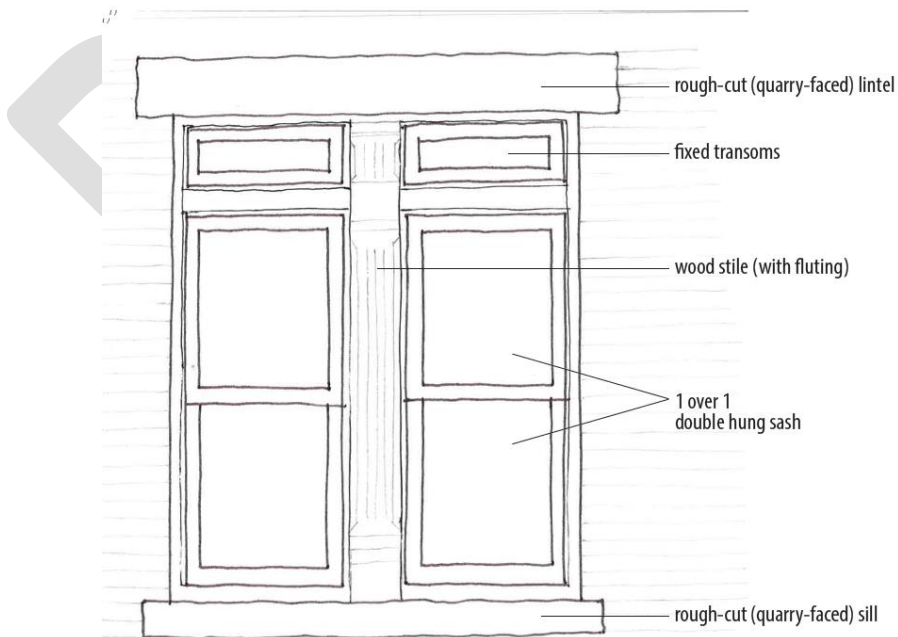 rough-cut (quarry-faced) lintel
fixed transoms
wood stile (with fluting)
1 over 1
double hung sash
rough-cut (quarry-faced) sill